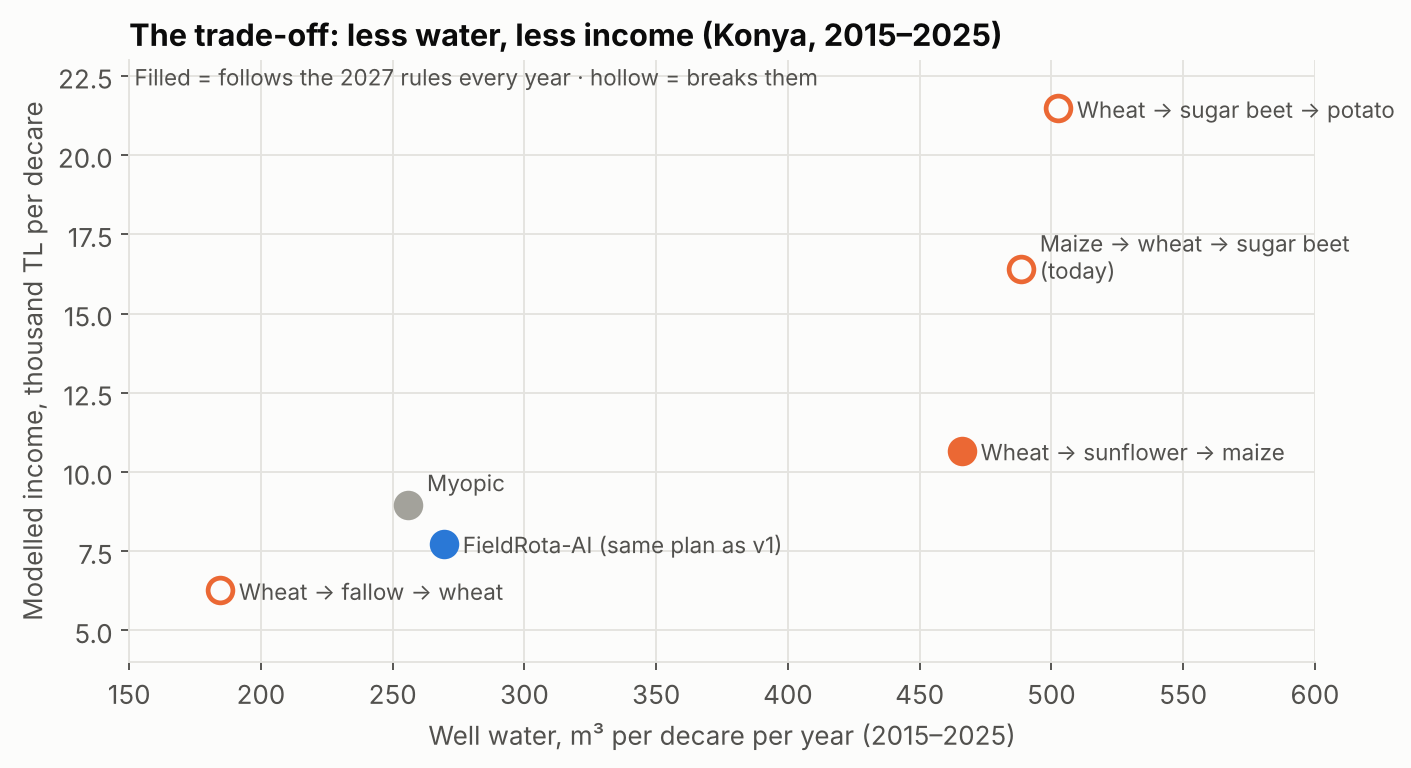 The trade-off: less water, less income (Konya, 2015–2025)
Filled = follows the 2027 rules every year · hollow = breaks them
Modelled income, thousand TL per decare
22.5
20.0
17.5
15.0
12.5
10.0
7.5
5.0
Wheat → sugar beet → potato
Maize → wheat → sugar beet
(today)
Wheat → sunflower → maize
Myopic
FieldRota-AI (same plan as v1)
Wheat → fallow → wheat
150 200 250 300 350 400 450 500 550 600
Well water, m³ per decare per year (2015–2025)